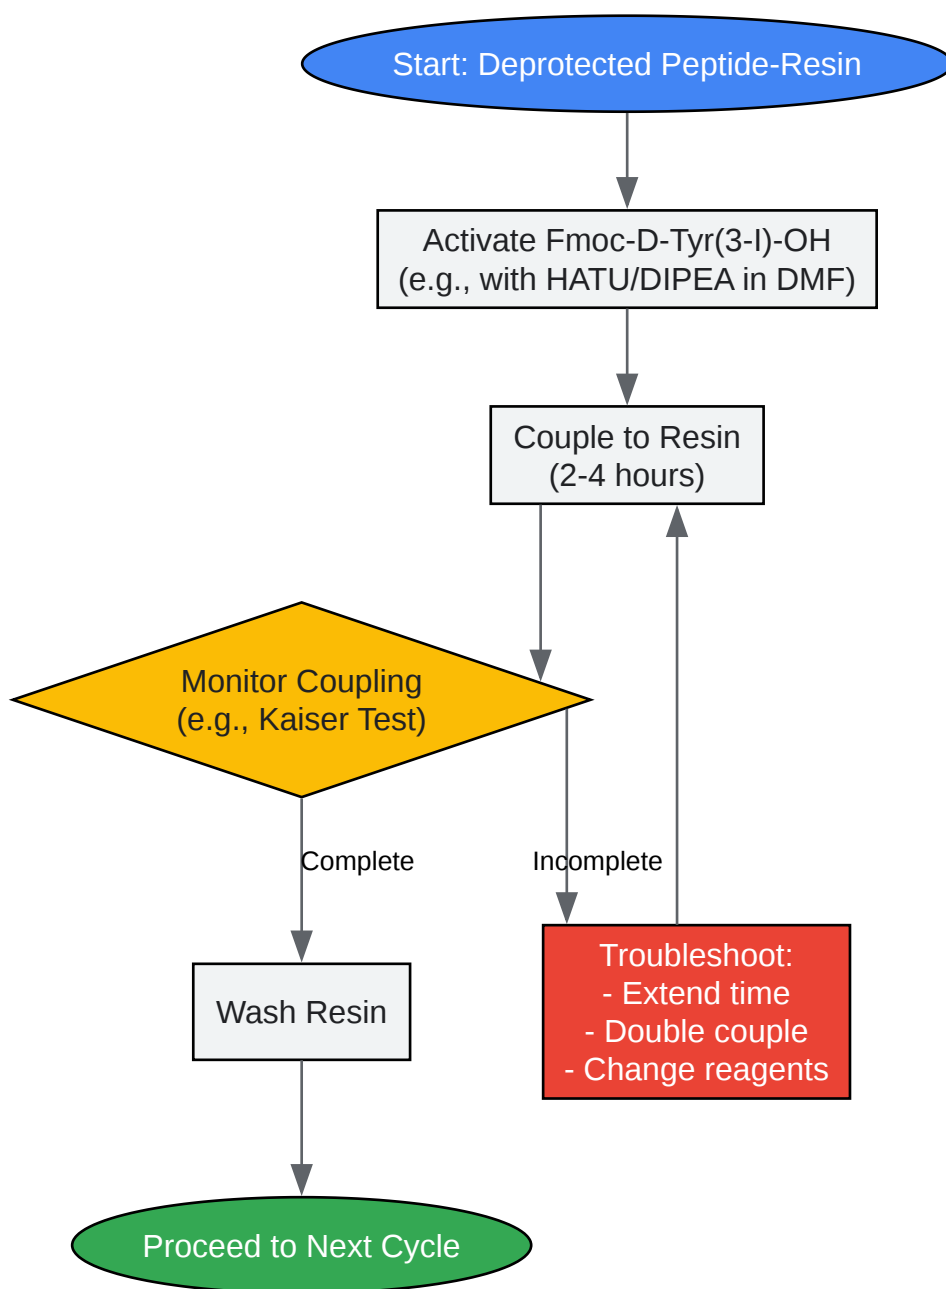 Start: Deprotected Peptide-Resin
Activate Fmoc-D-Tyr(3-I)-OH
(e.g., with HATU/DIPEA in DMF)
Couple to Resin
(2-4 hours)
Monitor Coupling
(e.g., Kaiser Test)
Complete
Incomplete
Troubleshoot:
- Extend time
- Double couple
- Change reagents
Wash Resin
Proceed to Next Cycle